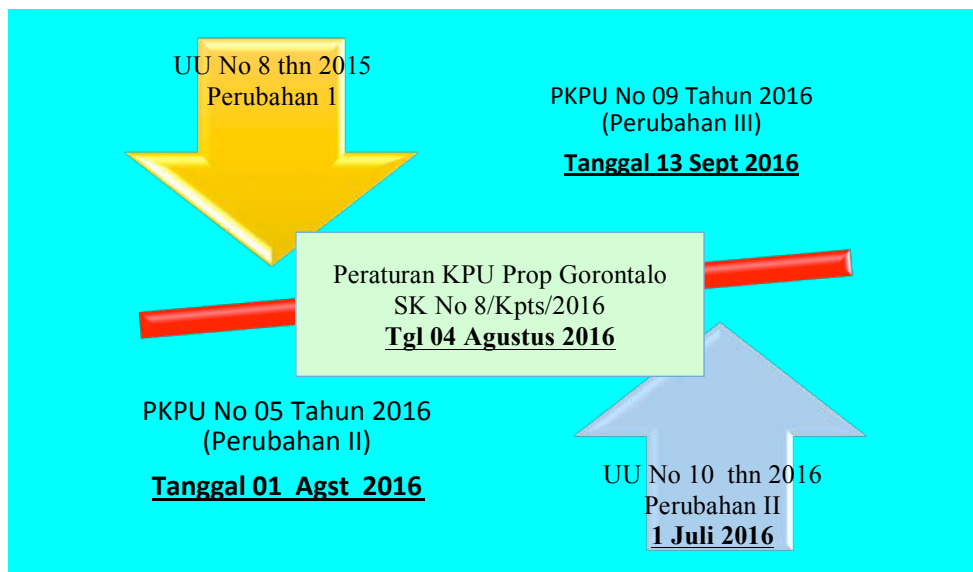 UU No 8 thn 2015
Perubahan 1
PKPU No 09 Tahun 2016
(Perubahan III)
Tanggal 13 Sept 2016
Peraturan KPU Prop Gorontalo
SK No 8/Kpts/2016
Tgl 04 Agustus 2016
PKPU No 05 Tahun 2016
(Perubahan II)
Tanggal 01 Agst 2016
UU No 10 thn 2016
Perubahan II
1 Juli 2016